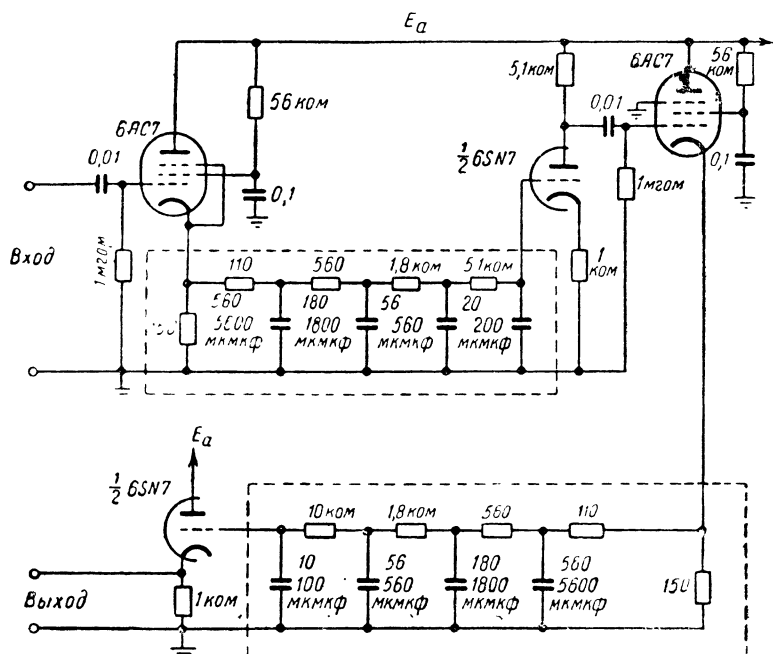 Eа
6АС7
56 ком
5,1 ком
6АС7
56
ком
0,01
0,01
½ 6SN7
0,1
0,1
1 мгом
1 мгом
Вход
1
ком
110
560
1,8 ком
5,1 ком
560
5600
мкмкф
180
1800
мкмкф
56
560
мкмкф
20
200
мкмкф
150
Eа
½ 6SN7
10 ком
1,8 ком
560
110
10
100
мкмкф
56
560
мкмкф
180
1800
мкмкф
560
5600
мкмкф
150
Выход
1 ком